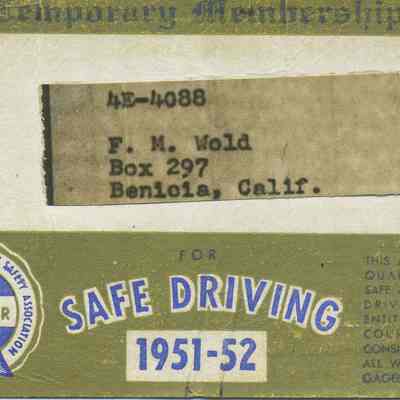 Temporary Membership
4E-4088
F. M. Wold
Box 297
Benicia, Calif.
FOR
SAFE DRIVING
1951-52
SAFETY ASSOCIATION
THIS
QUA
SAFE
DRIV
ENTIT
COU
CONS
ALL W
GAGE